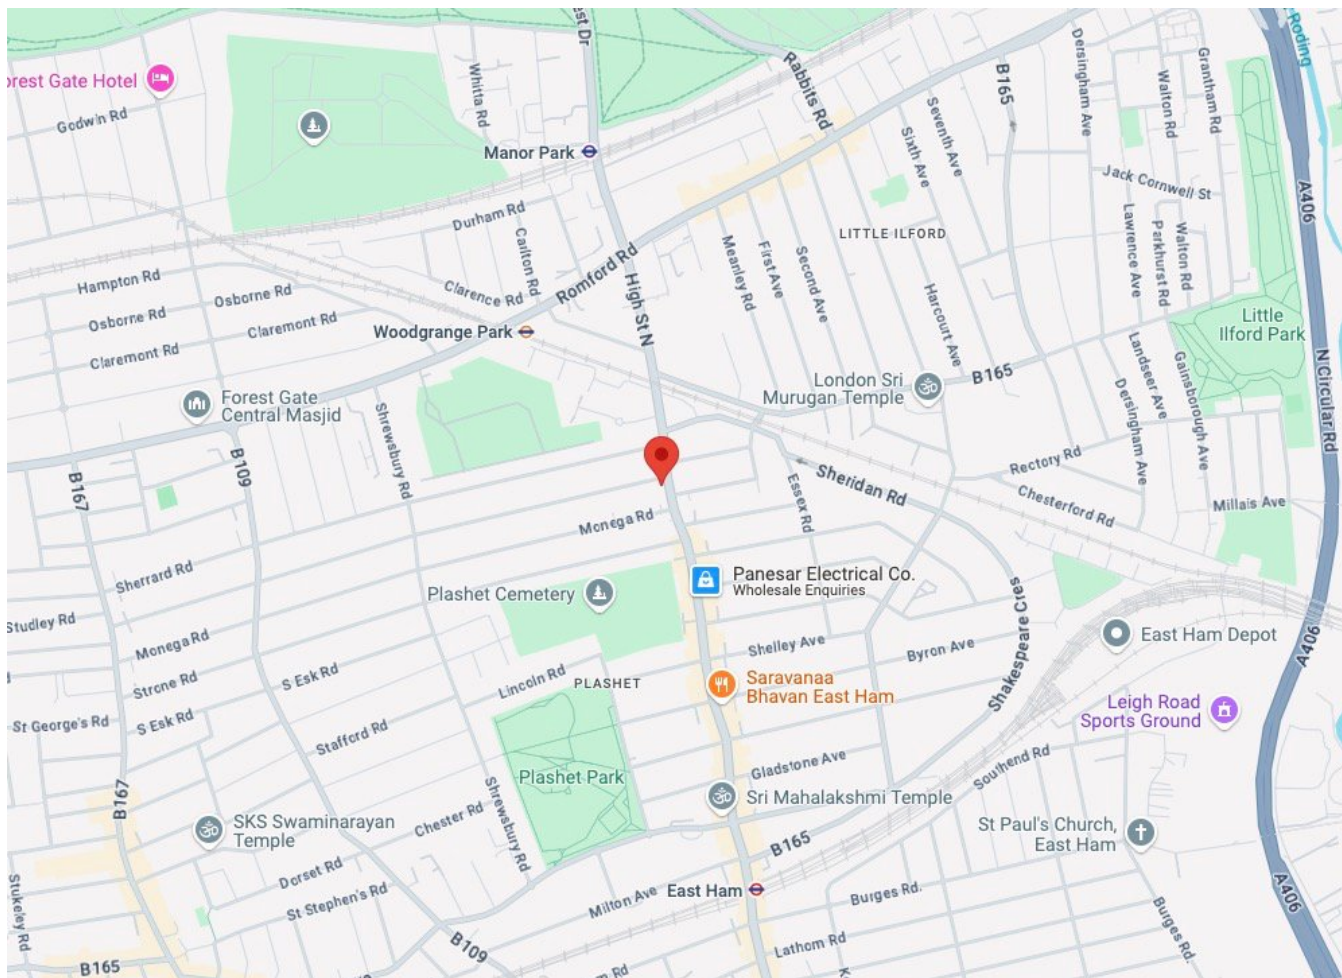 est Dr
Roding
Forest Gate Hotel
Whitta Rd
Rabbits Rd
B165
Dersingham Ave
Walton Rd
Grantham Rd
Godwin Rd
Seventh Ave
Sixth Ave
Manor Park
Jack Cornwell St
A406
Durham Rd
Carlton Rd
LITTLE ILFORD
Lawrence Ave
Parkhurst Rd
Walton Rd
Romford Rd
High St N
Meanley Rd
First Ave
Second Ave
Hampton Rd
Osborne Rd
Clarence Rd
Harcourt Ave
Osborne Rd
Claremont Rd
Woodgrange Park
Little
Ilford Park
Claremont Rd
Landseer Ave
Gainsborough Ave
N Circular Rd
London Sri
Murugan Temple
B165
Dersingham Ave
Forest Gate
Central Masjid
Shrewsbury Rd
B167
B109
Sheridan Rd
Rectory Rd
Essex Rd
Chesterford Rd
Millais Ave
Monega Rd
Sherrard Rd
Panesar Electrical Co.
Wholesale Enquiries
Plashet Cemetery
Studley Rd
Monega Rd
Shelley Ave
Byron Ave
Shakespeare Cres
East Ham Depot
A406
Strone Rd
S Esk Rd
Lincoln Rd
PLASHET
Saravanaa
Bhavan East Ham
St George's Rd
S Esk Rd
Leigh Road
Sports Ground
Stafford Rd
Plashet Park
Gladstone Ave
Southend Rd
B167
Shrewsbury Rd
Chester Rd
Sri Mahalakshmi Temple
SKS Swaminarayan
Temple
B165
St Paul's Church,
East Ham
Dorset Rd
East Ham
Stukeley Rd
St Stephen's Rd
Milton Ave
Burges Rd.
A406
Burges Rd.
B109
Lathom Rd
B165
m Rd
K